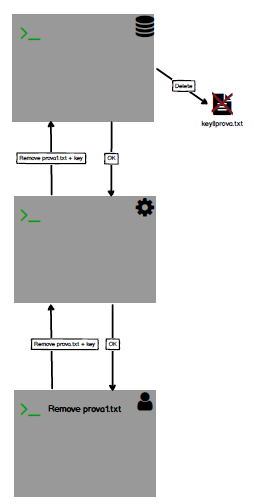 Delete
key||prova.txt
Remove prova1.txt + key
OK
Remove prova.txt + key
OK
Remove prova1.txt